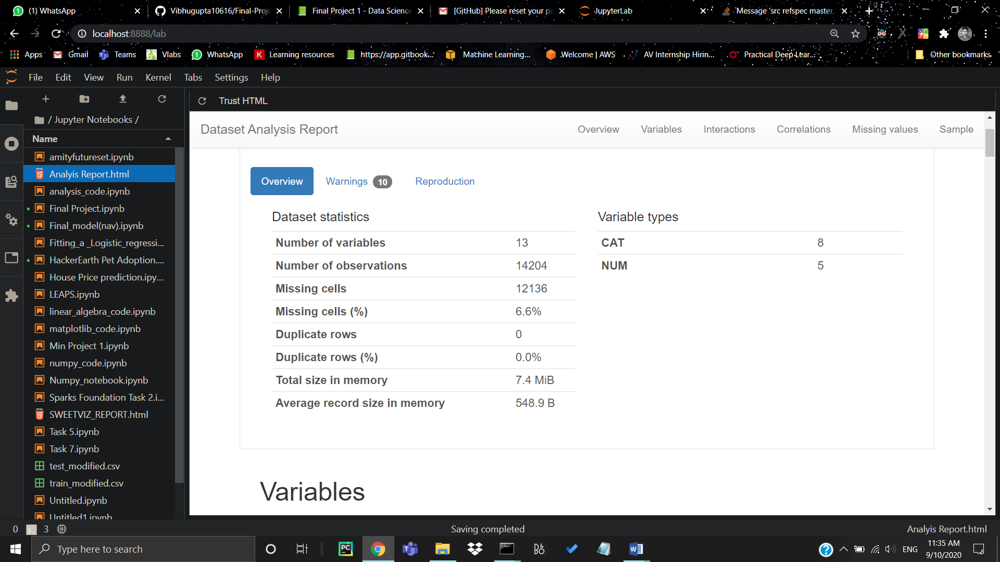 (1) WhatsApp
Vibhugupta10616/Final-Proje
Final Project 1 - Data Science
[GitHub] Please reset your pa
JupyterLab
Message 'src refspec master
localhost:8888/lab
Apps
Gmail
Teams
Vlabs
WhatsApp
Learning resources
https://app.gitbook...
Machine Learning...
Welcome | AWS
AV Internship Hirin...
Practical Deep Lear...
Other bookmarks
File Edit View Run Kernel Tabs Settings Help
Trust HTML
/ Jupyter Notebooks /
Name
amityfutureset.ipynb
Analyis Report.html
analysis_code.ipynb
Final Project.ipynb
Final_model(nav).ipynb
Fitting_a _Logistic_regressi...
HackerEarth Pet Adoption....
House Price prediction.ipy...
LEAPS.ipynb
linear_algebra_code.ipynb
matplotlib_code.ipynb
Min Project 1.ipynb
numpy_code.ipynb
Numpy_notebook.ipynb
Sparks Foundation Task 2.i...
SWEETVIZ_REPORT.html
Task 5.ipynb
Task 7.ipynb
test_modified.csv
train_modified.csv
Untitled.ipynb
Untitled1.ipynb
Dataset Analysis Report
Overview Variables Interactions Correlations Missing values Sample
Overview Warnings 10 Reproduction
Dataset statistics
Number of variables 13
Number of observations 14204
Missing cells 12136
Missing cells (%) 6.6%
Duplicate rows 0
Duplicate rows (%) 0.0%
Total size in memory 7.4 MiB
Average record size in memory 548.9 B
Variable types
CAT 8
NUM 5
Variables
0 $_ 3
Saving completed
Analyis Report.html
Type here to search
ENG
11:35 AM
9/10/2020